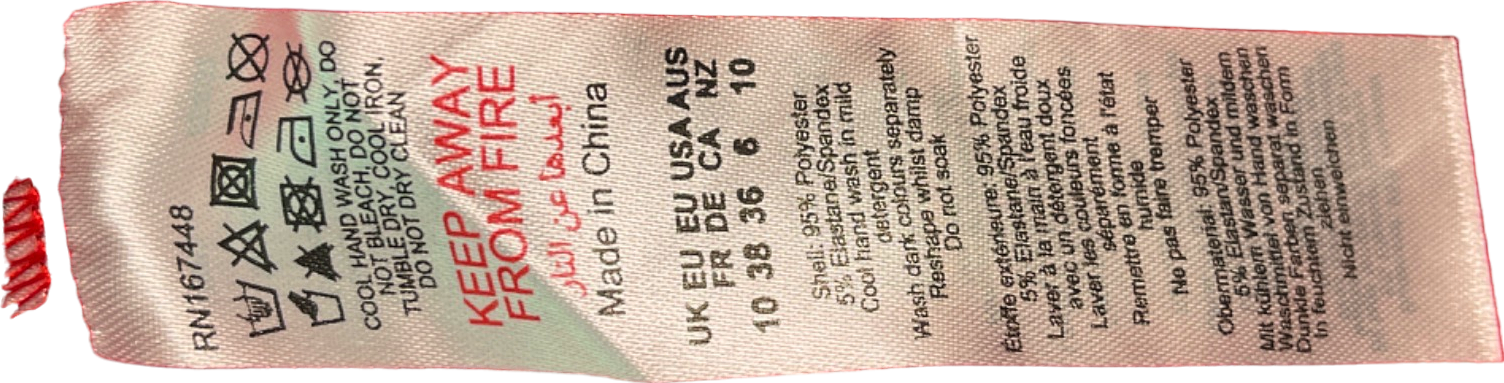 RN167448
COOL HAND WASH ONLY, DO
NOT BLEACH, DO NOT
TUMBLE DRY, COOL IRON,
DO NOT DRY CLEAN
KEEP AWAY
FROM FIRE
أبعدها عن النار
Made in China
UK EU EU USA AUS
FR DE CA NZ
10 38 36 6 10
Shell: 95% Polyester
5% Elastane/Spandex
Cool hand wash in mild
detergent
Wash dark colours separately
Reshape whilst damp
Do not soak
Étoffe extérieure: 95% Polyester
5% Elastane/Spandex
Laver à la main à l'eau froide
avec un détergent doux
Laver les couleurs foncées
séparément
Remettre en forme à l'état
humide
Ne pas faire tremper
Obermaterial: 95% Polyester
5% Elastan/Spandex
Mit kühlem Wasser und mildem
Waschmittel von Hand waschen
Dunkle Farben separat waschen
In feuchtem Zustand in Form
ziehen
Nicht einweichen